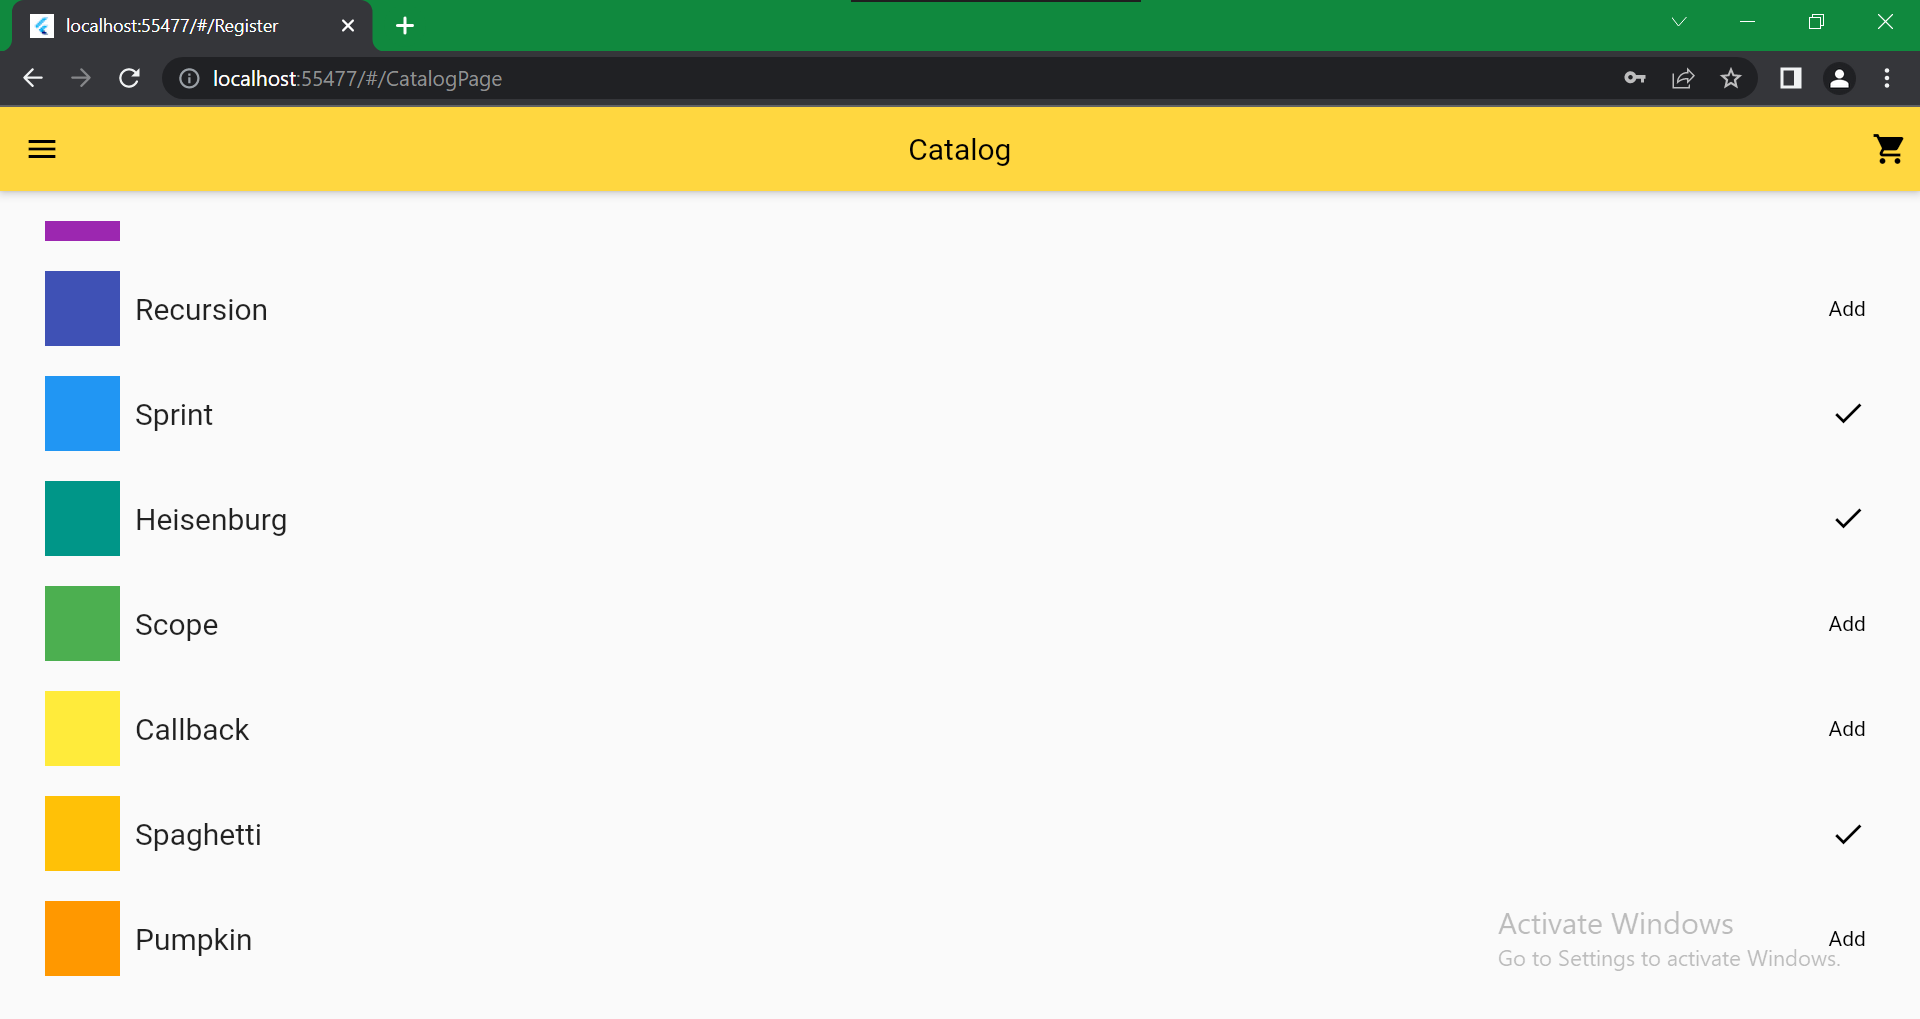 localhost:55477/#/Register
localhost:55477/#/CatalogPage
Catalog
Recursion Add
Sprint
Heisenburg
Scope Add
Callback Add
Spaghetti
Pumpkin Add
Activate Windows
Go to Settings to activate Windows.